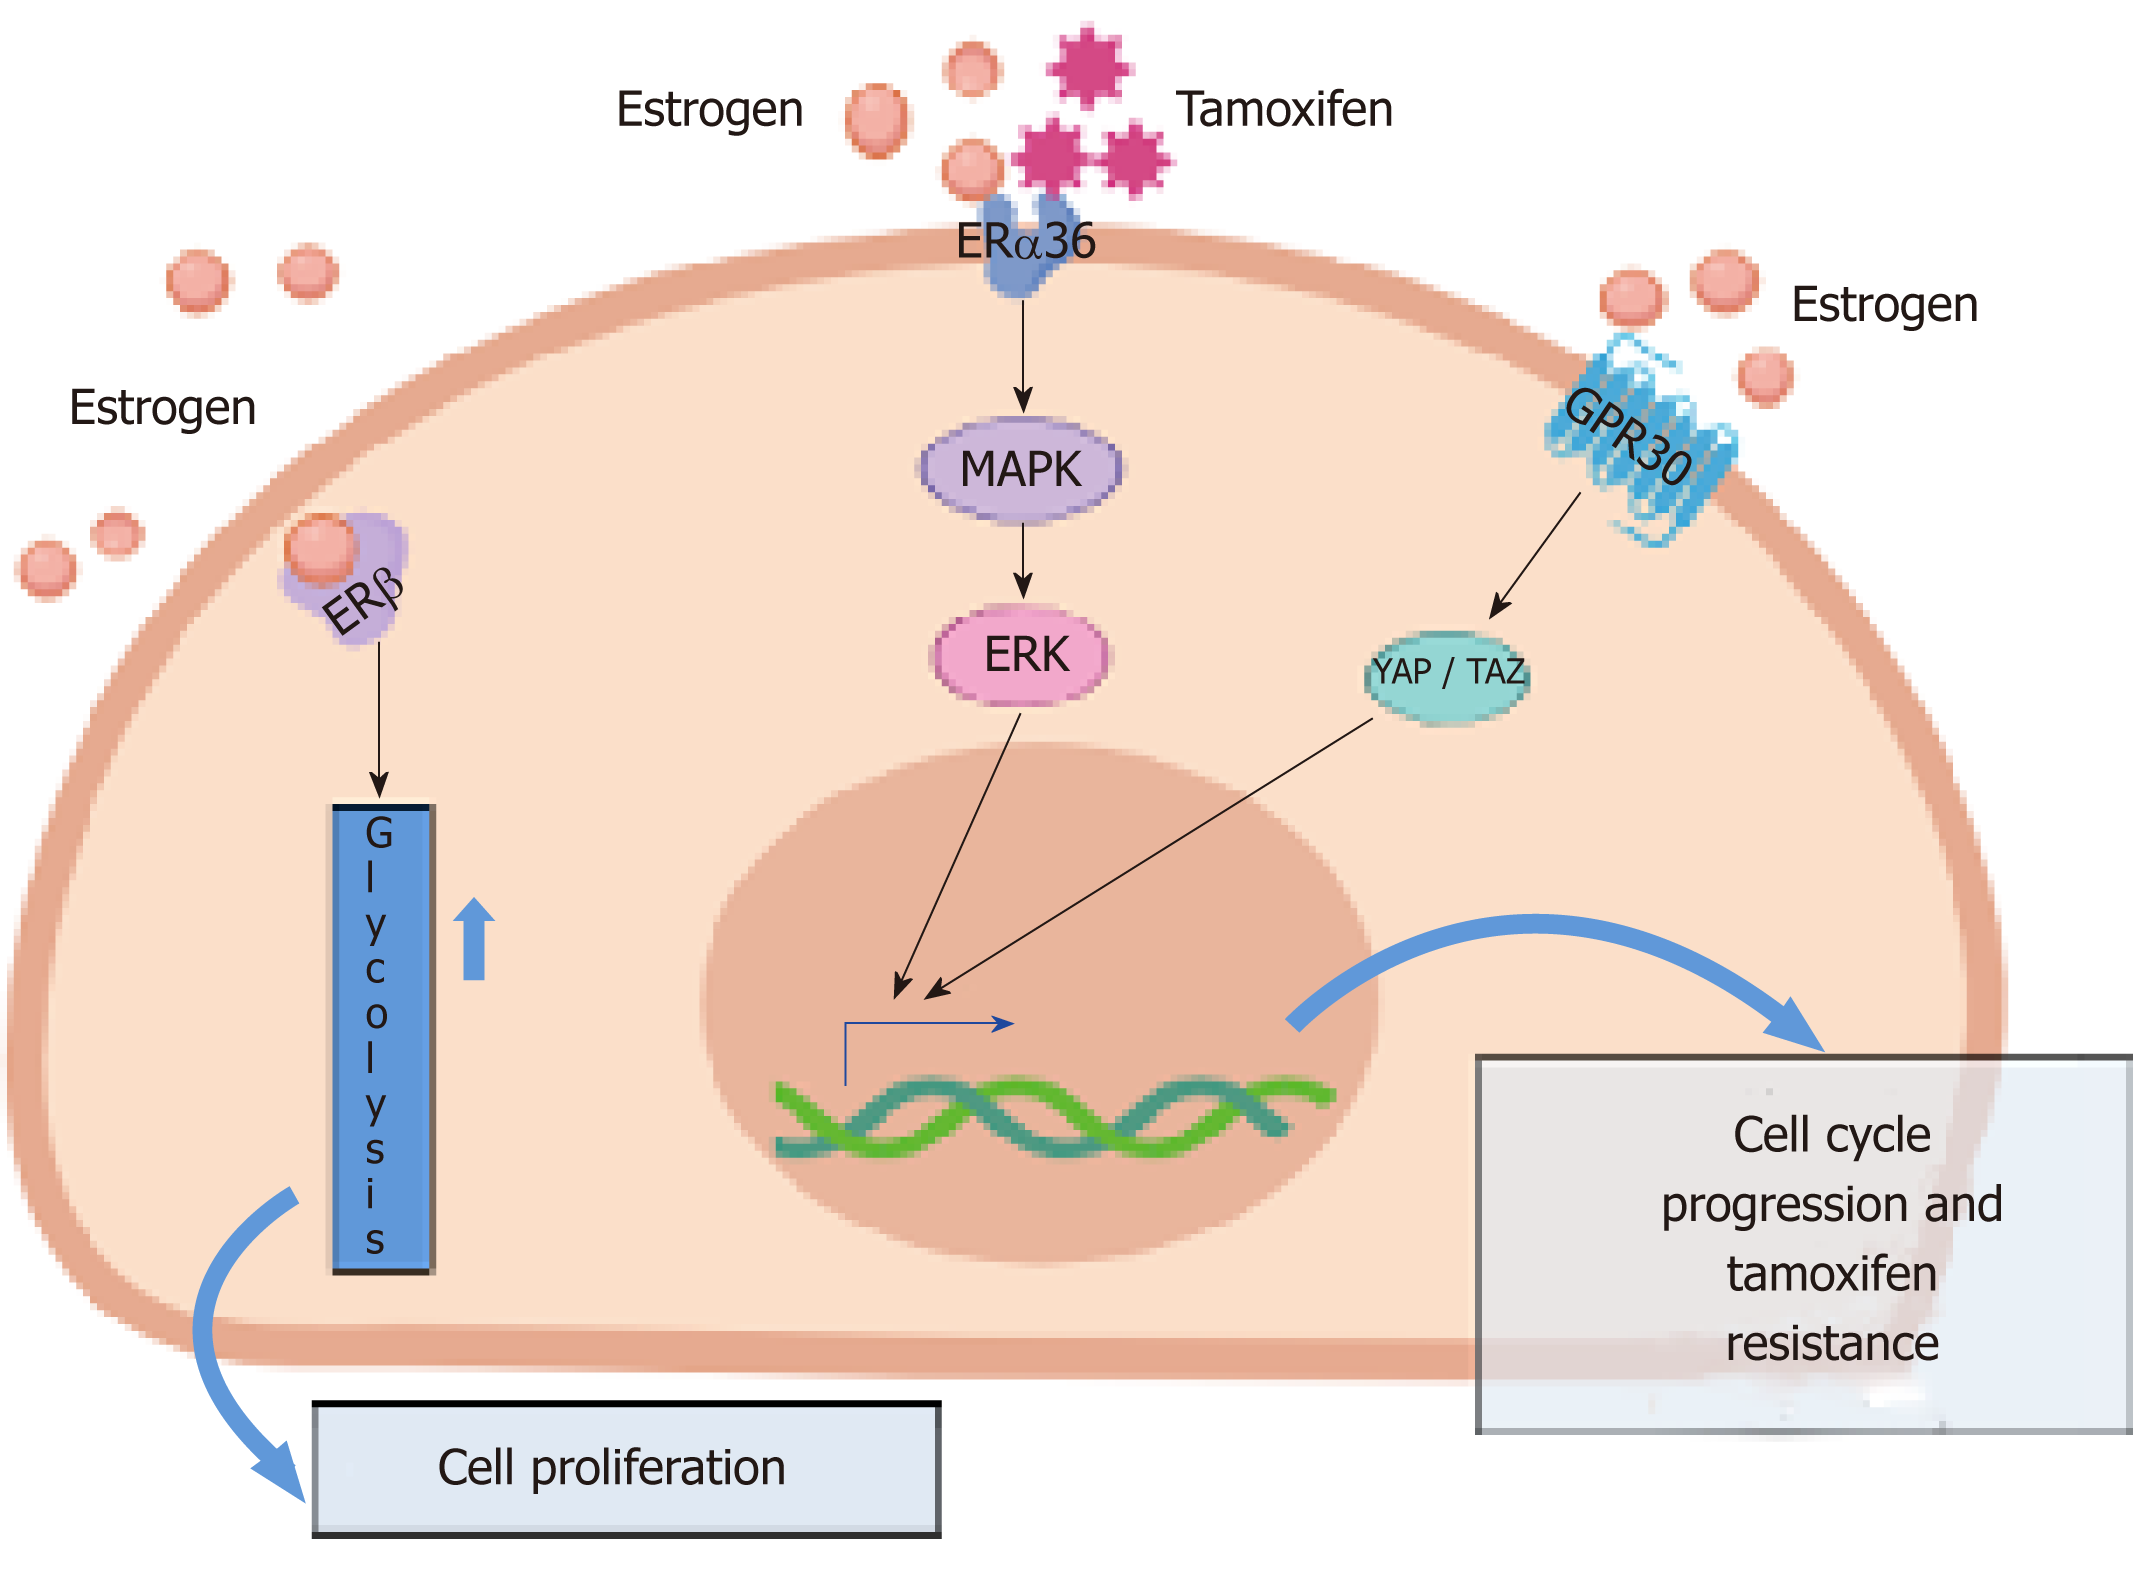 Estrogen
Tamoxifen
ERα36
Estrogen
Estrogen
GPR30
MAPK
ERβ
ERK
YAP / TAZ
Glycolysis
Cell cycle
progression and
tamoxifen
resistance
Cell proliferation